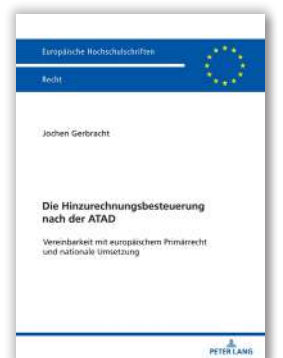 Europäische Hochschulschriften
Recht
Jochen Gerbracht
Die Hinzurechnungsbesteuerung
nach der ATAD
Vereinbarkeit mit europäischem Primärrecht
und nationale Umsetzung
PETER LANG